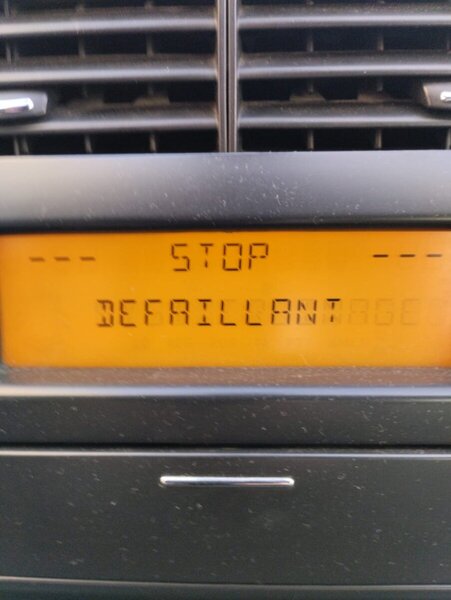 --- STOP ---
DEFAILLANT